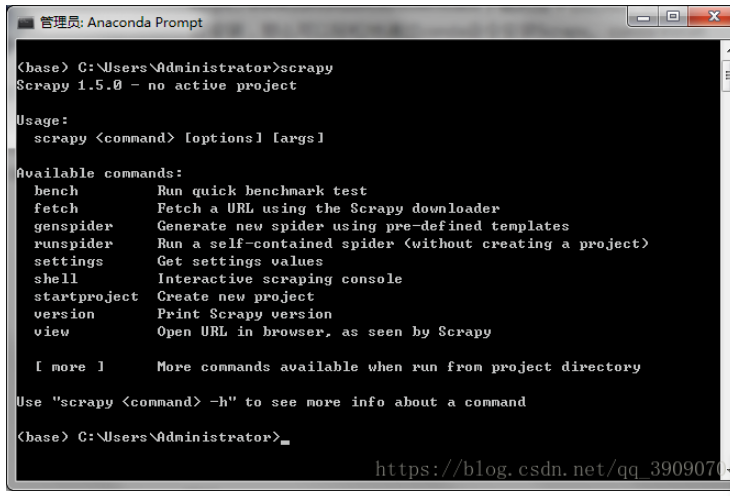 管理员: Anaconda Prompt
(base) C:\Users\Administrator>scrapy
Scrapy 1.5.0 - no active project
Usage:
scrapy <command> [options] [args]
Available commands:
bench Run quick benchmark test
fetch Fetch a URL using the Scrapy downloader
genspider Generate new spider using pre-defined templates
runspider Run a self-contained spider (without creating a project)
settings Get settings values
shell Interactive scraping console
startproject Create new project
version Print Scrapy version
view Open URL in browser, as seen by Scrapy
[ more ] More commands available when run from project directory
Use "scrapy <command> -h" to see more info about a command
(base) C:\Users\Administrator>_
https://blog.csdn.net/qq_3909070